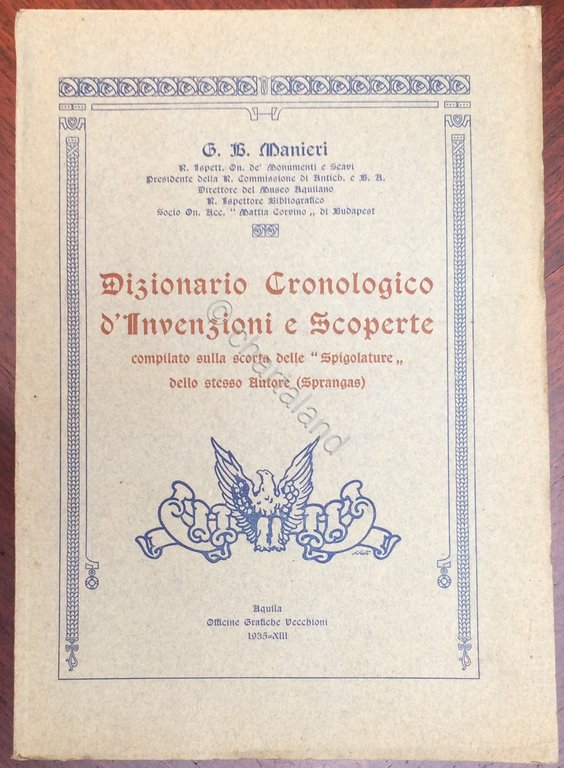 G. B. Manieri
R. Ispett. On. de' Monumenti e Scavi
Presidente della R. Commissione di Antich. e B. A.
Direttore del Museo Aquilano
R. Ispettore Bibliografico
Socio On. Acc. “ Mattia Corvino „ di Budapest
Dizionario Cronologico
d'Invenzioni e Scoperte
compilato sulla scorta delle “ Spigolature „
dello stesso Autore (Sprangas)
©chartaland
Aquila
Officine Grafiche Vecchioni
1935=XIII